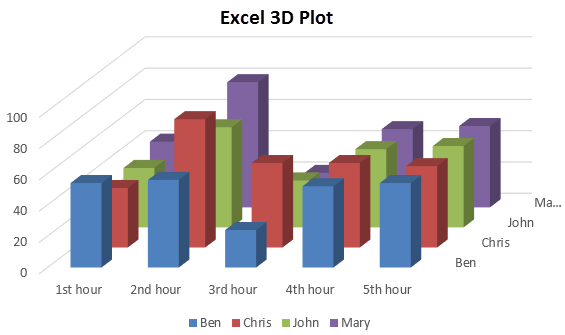 Excel 3D Plot
100
80
60
40
20
0
Ma...
John
Chris
Ben
1st hour 2nd hour 3rd hour 4th hour 5th hour
Ben Chris John Mary